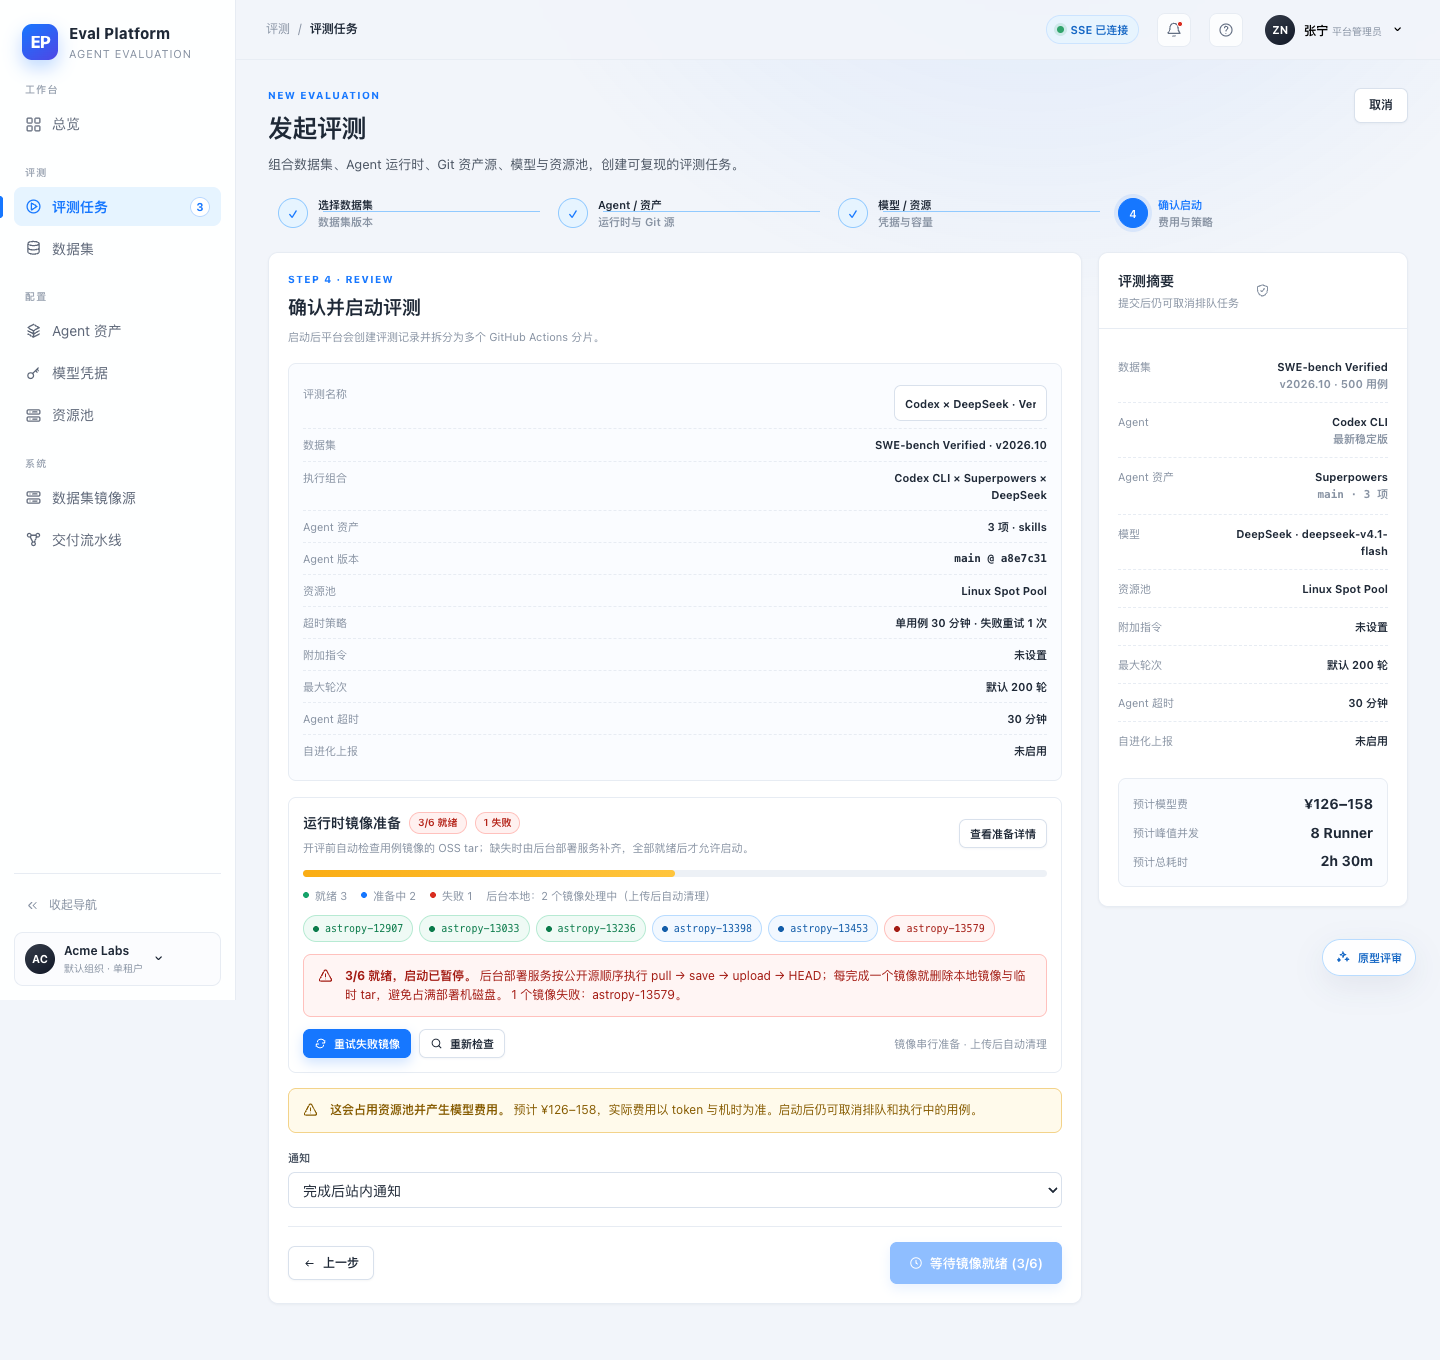 EP
Eval Platform
AGENT EVALUATION
工作台
总览
评测
评测任务
3
数据集
配置
Agent 资产
模型凭据
资源池
系统
数据集镜像源
交付流水线
收起导航
AC
Acme Labs
默认组织 · 单租户
评测 / 评测任务
SSE 已连接
ZN
张宁 平台管理员
NEW EVALUATION
发起评测
组合数据集、Agent 运行时、Git 资产源、模型与资源池，创建可复现的评测任务。
取消
选择数据集
数据集版本
Agent / 资产
运行时与 Git 源
模型 / 资源
凭据与容量
4
确认启动
费用与策略
STEP 4 · REVIEW
确认并启动评测
启动后平台会创建评测记录并拆分为多个 GitHub Actions 分片。
评测名称
Codex × DeepSeek · Ver
数据集
SWE-bench Verified · v2026.10
执行组合
Codex CLI × Superpowers ×
DeepSeek
Agent 资产
3 项 · skills
Agent 版本
main @ a8e7c31
资源池
Linux Spot Pool
超时策略
单用例 30 分钟 · 失败重试 1 次
附加指令
未设置
最大轮次
默认 200 轮
Agent 超时
30 分钟
自进化上报
未启用
运行时镜像准备
3/6 就绪
1 失败
开评前自动检查用例镜像的 OSS tar；缺失时由后台部署服务补齐，全部就绪后才允许启动。
查看准备详情
就绪 3
准备中 2
失败 1
后台本地：2 个镜像处理中（上传后自动清理）
astropy-12907
astropy-13033
astropy-13236
astropy-13398
astropy-13453
astropy-13579
3/6 就绪，启动已暂停。 后台部署服务按公开源顺序执行 pull → save → upload → HEAD；每完成一个镜像就删除本地镜像与临
时 tar，避免占满部署机磁盘。 1 个镜像失败：astropy-13579。
重试失败镜像
重新检查
镜像串行准备 · 上传后自动清理
这会占用资源池并产生模型费用。 预计 ¥126–158，实际费用以 token 与机时为准。启动后仍可取消排队和执行中的用例。
通知
完成后站内通知
← 上一步
等待镜像就绪 (3/6)
评测摘要
提交后仍可取消排队任务
数据集
SWE-bench Verified
v2026.10 · 500 用例
Agent
Codex CLI
最新稳定版
Agent 资产
Superpowers
main · 3 项
模型
DeepSeek · deepseek-v4.1-
flash
资源池
Linux Spot Pool
附加指令
未设置
最大轮次
默认 200 轮
Agent 超时
30 分钟
自进化上报
未启用
预计模型费
¥126–158
预计峰值并发
8 Runner
预计总耗时
2h 30m
原型评审